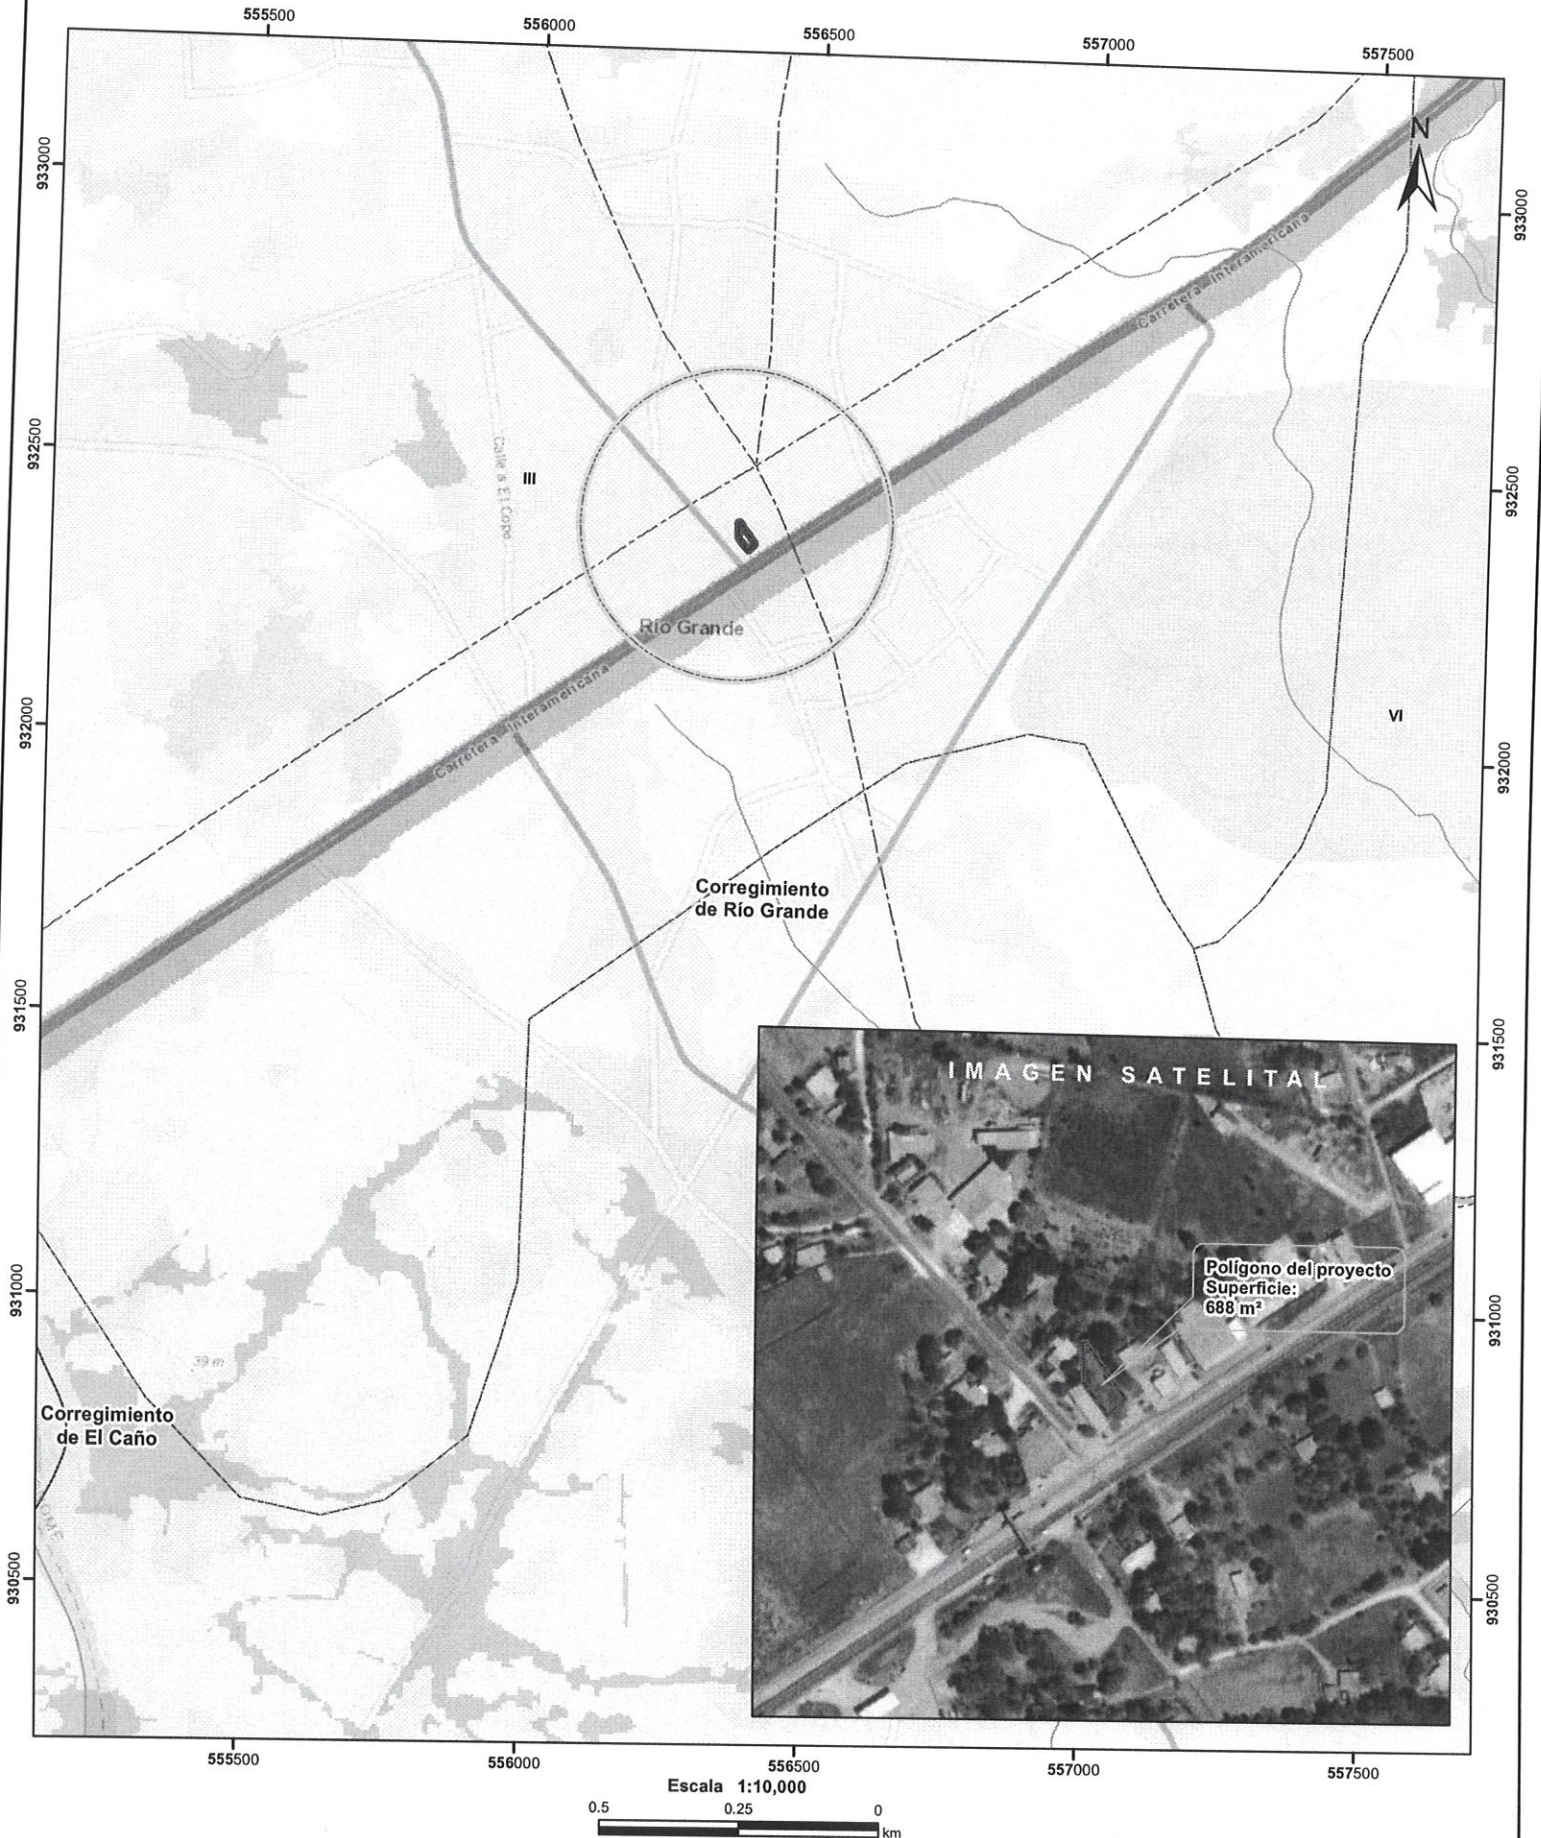 555500
556000
556500
557000
557500
N
933000
933000
Carretera Interamericana
932500
932500
Calle a El Copé
III
Río Grande
932000
932000
Carretera Interamericana
VI
Corregimiento
de Río Grande
931500
931500
IMAGEN SATELITAL
Polígono del proyecto
Superficie:
688 m²
931000
931000
39 m
Corregimiento
de El Caño
930500
930500
555500
556000
556500
557000
557500
Escala 1:10,000
0.5
0.25
0
km